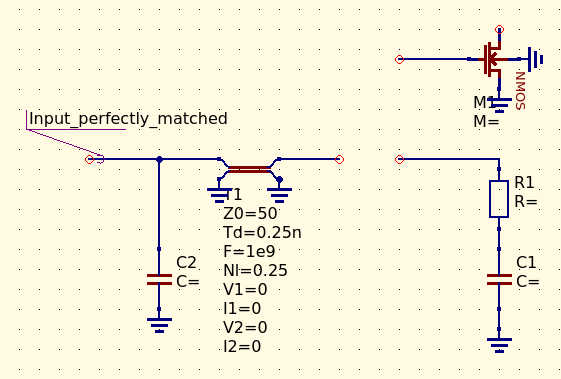 NMOS
M1
M=
Input_perfectly_matched
R1
R=
T1
Z0=50
Td=0.25n
F=1e9
Nl=0.25
V1=0
I1=0
V2=0
I2=0
C2
C=
C1
C=